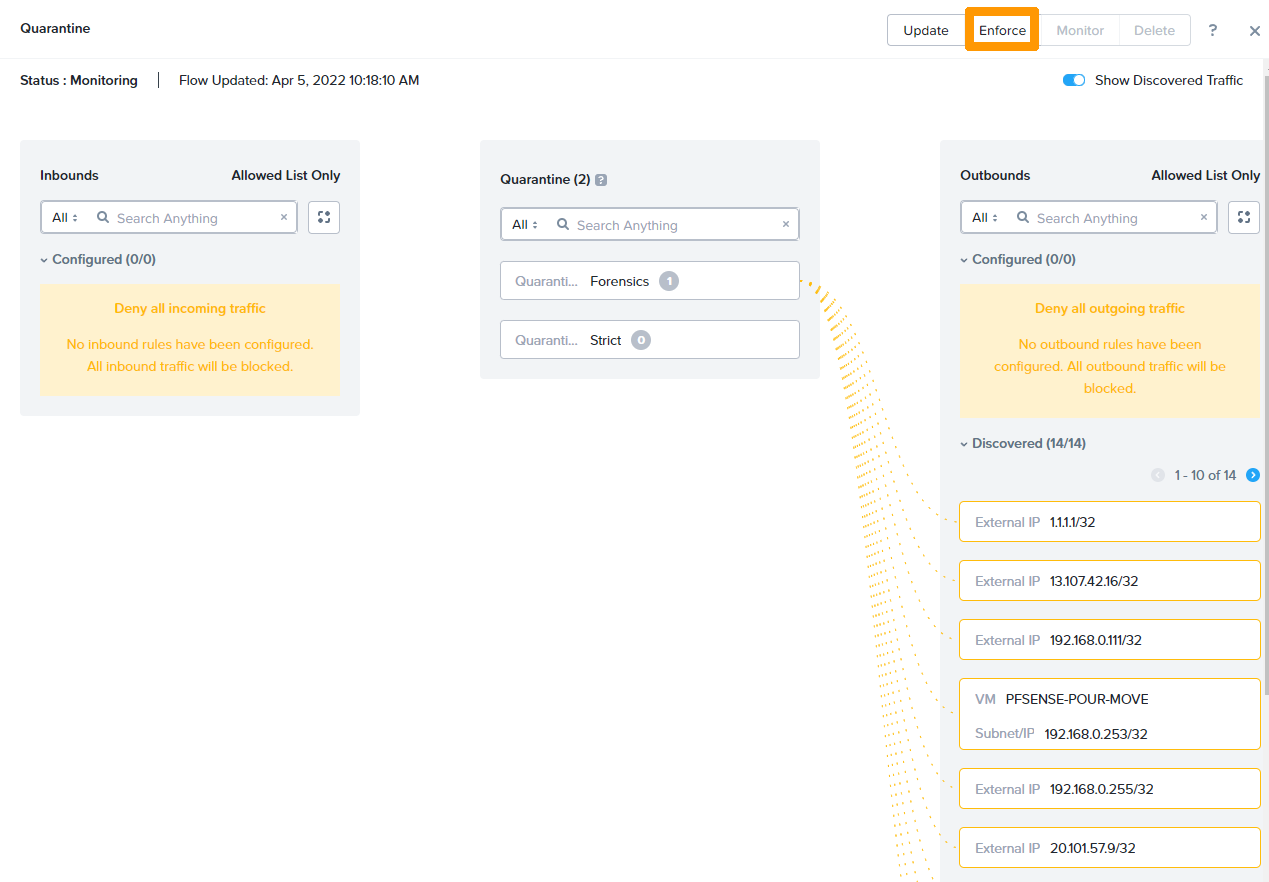 Quarantine
Update Enforce Monitor Delete ?
Status : Monitoring Flow Updated: Apr 5, 2022 10:18:10 AM Show Discovered Traffic
Inbounds Allowed List Only
All Search Anything
Configured (0/0)
Deny all incoming traffic
No inbound rules have been configured.
All inbound traffic will be blocked.
Quarantine (2) ?
All Search Anything
Quaranti... Forensics 1
Quaranti... Strict 0
Outbounds Allowed List Only
All Search Anything
Configured (0/0)
Deny all outgoing traffic
No outbound rules have been
configured. All outbound traffic will be
blocked.
Discovered (14/14)
1 - 10 of 14
External IP 1.1.1.1/32
External IP 13.107.42.16/32
External IP 192.168.0.111/32
VM PFSENSE-POUR-MOVE
Subnet/IP 192.168.0.253/32
External IP 192.168.0.255/32
External IP 20.101.57.9/32